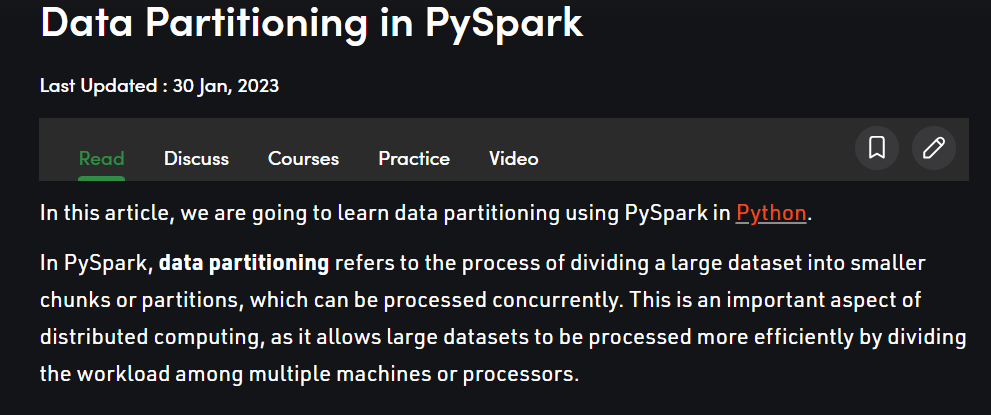 Data Partitioning in PySpark
Last Updated : 30 Jan, 2023
Read Discuss Courses Practice Video
In this article, we are going to learn data partitioning using PySpark in Python.
In PySpark, data partitioning refers to the process of dividing a large dataset into smaller
chunks or partitions, which can be processed concurrently. This is an important aspect of
distributed computing, as it allows large datasets to be processed more efficiently by dividing
the workload among multiple machines or processors.